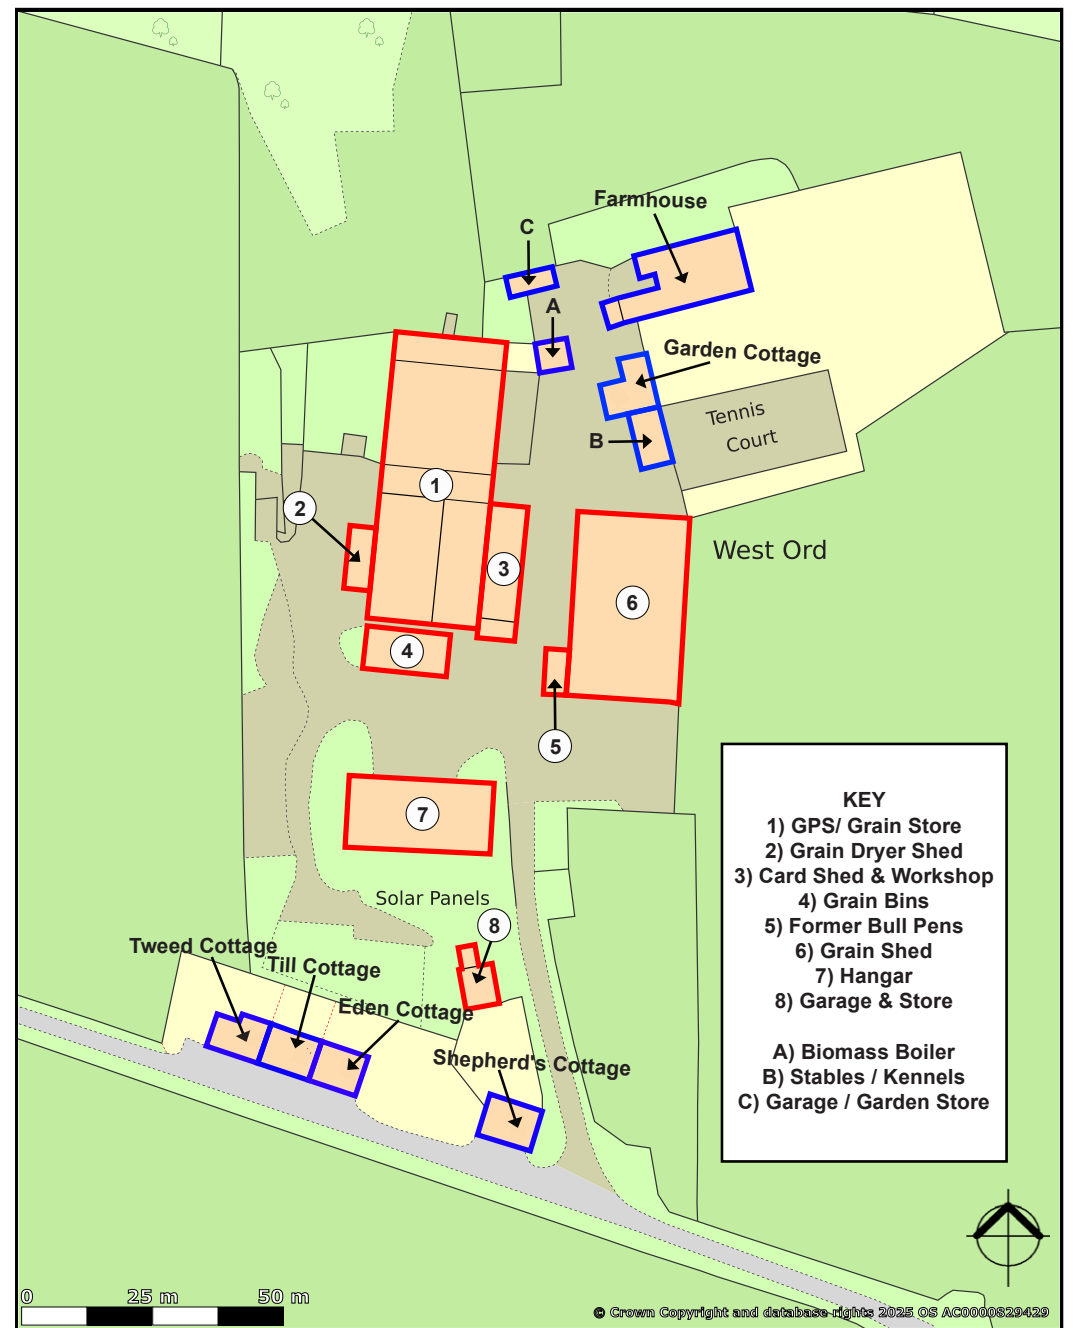 Farmhouse
C
A
Garden Cottage
Tennis
Court
B
1
2
3
West Ord
6
4
5
7
Solar Panels
8
Tweed Cottage
Till Cottage
Eden Cottage
Shepherd's Cottage
KEY
1) GPS/ Grain Store
2) Grain Dryer Shed
3) Card Shed & Workshop
4) Grain Bins
5) Former Bull Pens
6) Grain Shed
7) Hangar
8) Garage & Store
A) Biomass Boiler
B) Stables / Kennels
C) Garage / Garden Store
0 25 m 50 m
© Crown Copyright and database rights 2025 OS AC0000829429